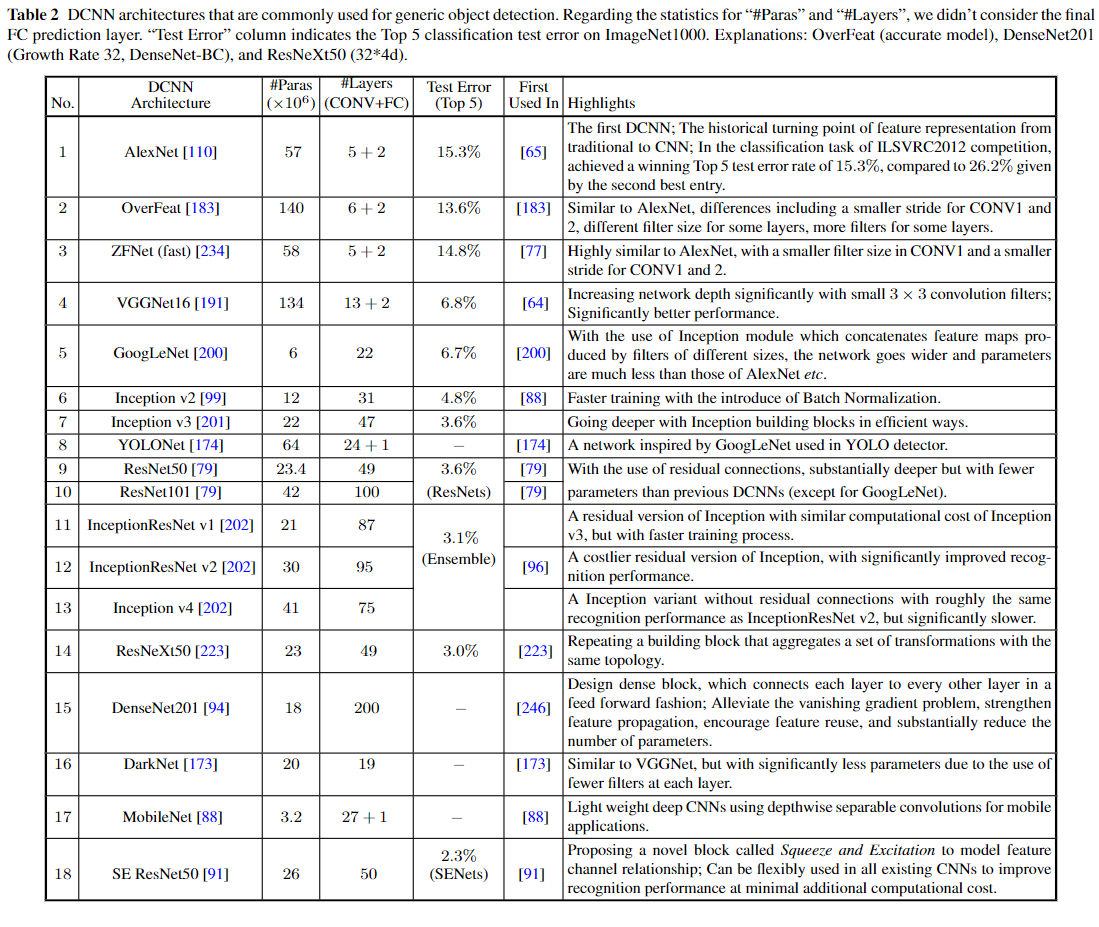 Table 2 DCNN architectures that are commonly used for generic object detection. Regarding the statistics for “#Paras” and “#Layers”, we didn’t consider the final
FC prediction layer. “Test Error” column indicates the Top 5 classification test error on ImageNet1000. Explanations: OverFeat (accurate model), DenseNet201
(Growth Rate 32, DenseNet-BC), and ResNeXt50 (32*4d).
No. DCNN Architecture #Paras (×10⁶) #Layers (CONV+FC) Test Error (Top 5) First Used In Highlights
1 AlexNet [110] 57 5 + 2 15.3% [65] The first DCNN; The historical turning point of feature representation from
traditional to CNN; In the classification task of ILSVRC2012 competition,
achieved a winning Top 5 test error rate of 15.3%, compared to 26.2% given
by the second best entry.
2 OverFeat [183] 140 6 + 2 13.6% [183] Similar to AlexNet, differences including a smaller stride for CONV1 and
2, different filter size for some layers, more filters for some layers.
3 ZFNet (fast) [234] 58 5 + 2 14.8% [77] Highly similar to AlexNet, with a smaller filter size in CONV1 and a smaller
stride for CONV1 and 2.
4 VGGNet16 [191] 134 13 + 2 6.8% [64] Increasing network depth significantly with small 3 × 3 convolution filters;
Significantly better performance.
5 GoogLeNet [200] 6 22 6.7% [200] With the use of Inception module which concatenates feature maps pro-
duced by filters of different sizes, the network goes wider and parameters
are much less than those of AlexNet etc.
6 Inception v2 [99] 12 31 4.8% [88] Faster training with the introduce of Batch Normalization.
7 Inception v3 [201] 22 47 3.6% Going deeper with Inception building blocks in efficient ways.
8 YOLONet [174] 64 24 + 1 − [174] A network inspired by GoogLeNet used in YOLO detector.
9 ResNet50 [79] 23.4 49 3.6% [79] With the use of residual connections, substantially deeper but with fewer
10 ResNet101 [79] 42 100 (ResNets) [79] parameters than previous DCNNs (except for GoogLeNet).
11 InceptionResNet v1 [202] 21 87 3.1% (Ensemble) A residual version of Inception with similar computational cost of Inception
v3, but with faster training process.
12 InceptionResNet v2 [202] 30 95 [96] A costlier residual version of Inception, with significantly improved recog-
nition performance.
13 Inception v4 [202] 41 75 A Inception variant without residual connections with roughly the same
recognition performance as InceptionResNet v2, but significantly slower.
14 ResNeXt50 [223] 23 49 3.0% [223] Repeating a building block that aggregates a set of transformations with the
same topology.
15 DenseNet201 [94] 18 200 − [246] Design dense block, which connects each layer to every other layer in a
feed forward fashion; Alleviate the vanishing gradient problem, strengthen
feature propagation, encourage feature reuse, and substantially reduce the
number of parameters.
16 DarkNet [173] 20 19 − [173] Similar to VGGNet, but with significantly less parameters due to the use of
fewer filters at each layer.
17 MobileNet [88] 3.2 27 + 1 − [88] Light weight deep CNNs using depthwise separable convolutions for mobile
applications.
18 SE ResNet50 [91] 26 50 2.3% (SENets) [91] Proposing a novel block called Squeeze and Excitation to model feature
channel relationship; Can be flexibly used in all existing CNNs to improve
recognition performance at minimal additional computational cost.